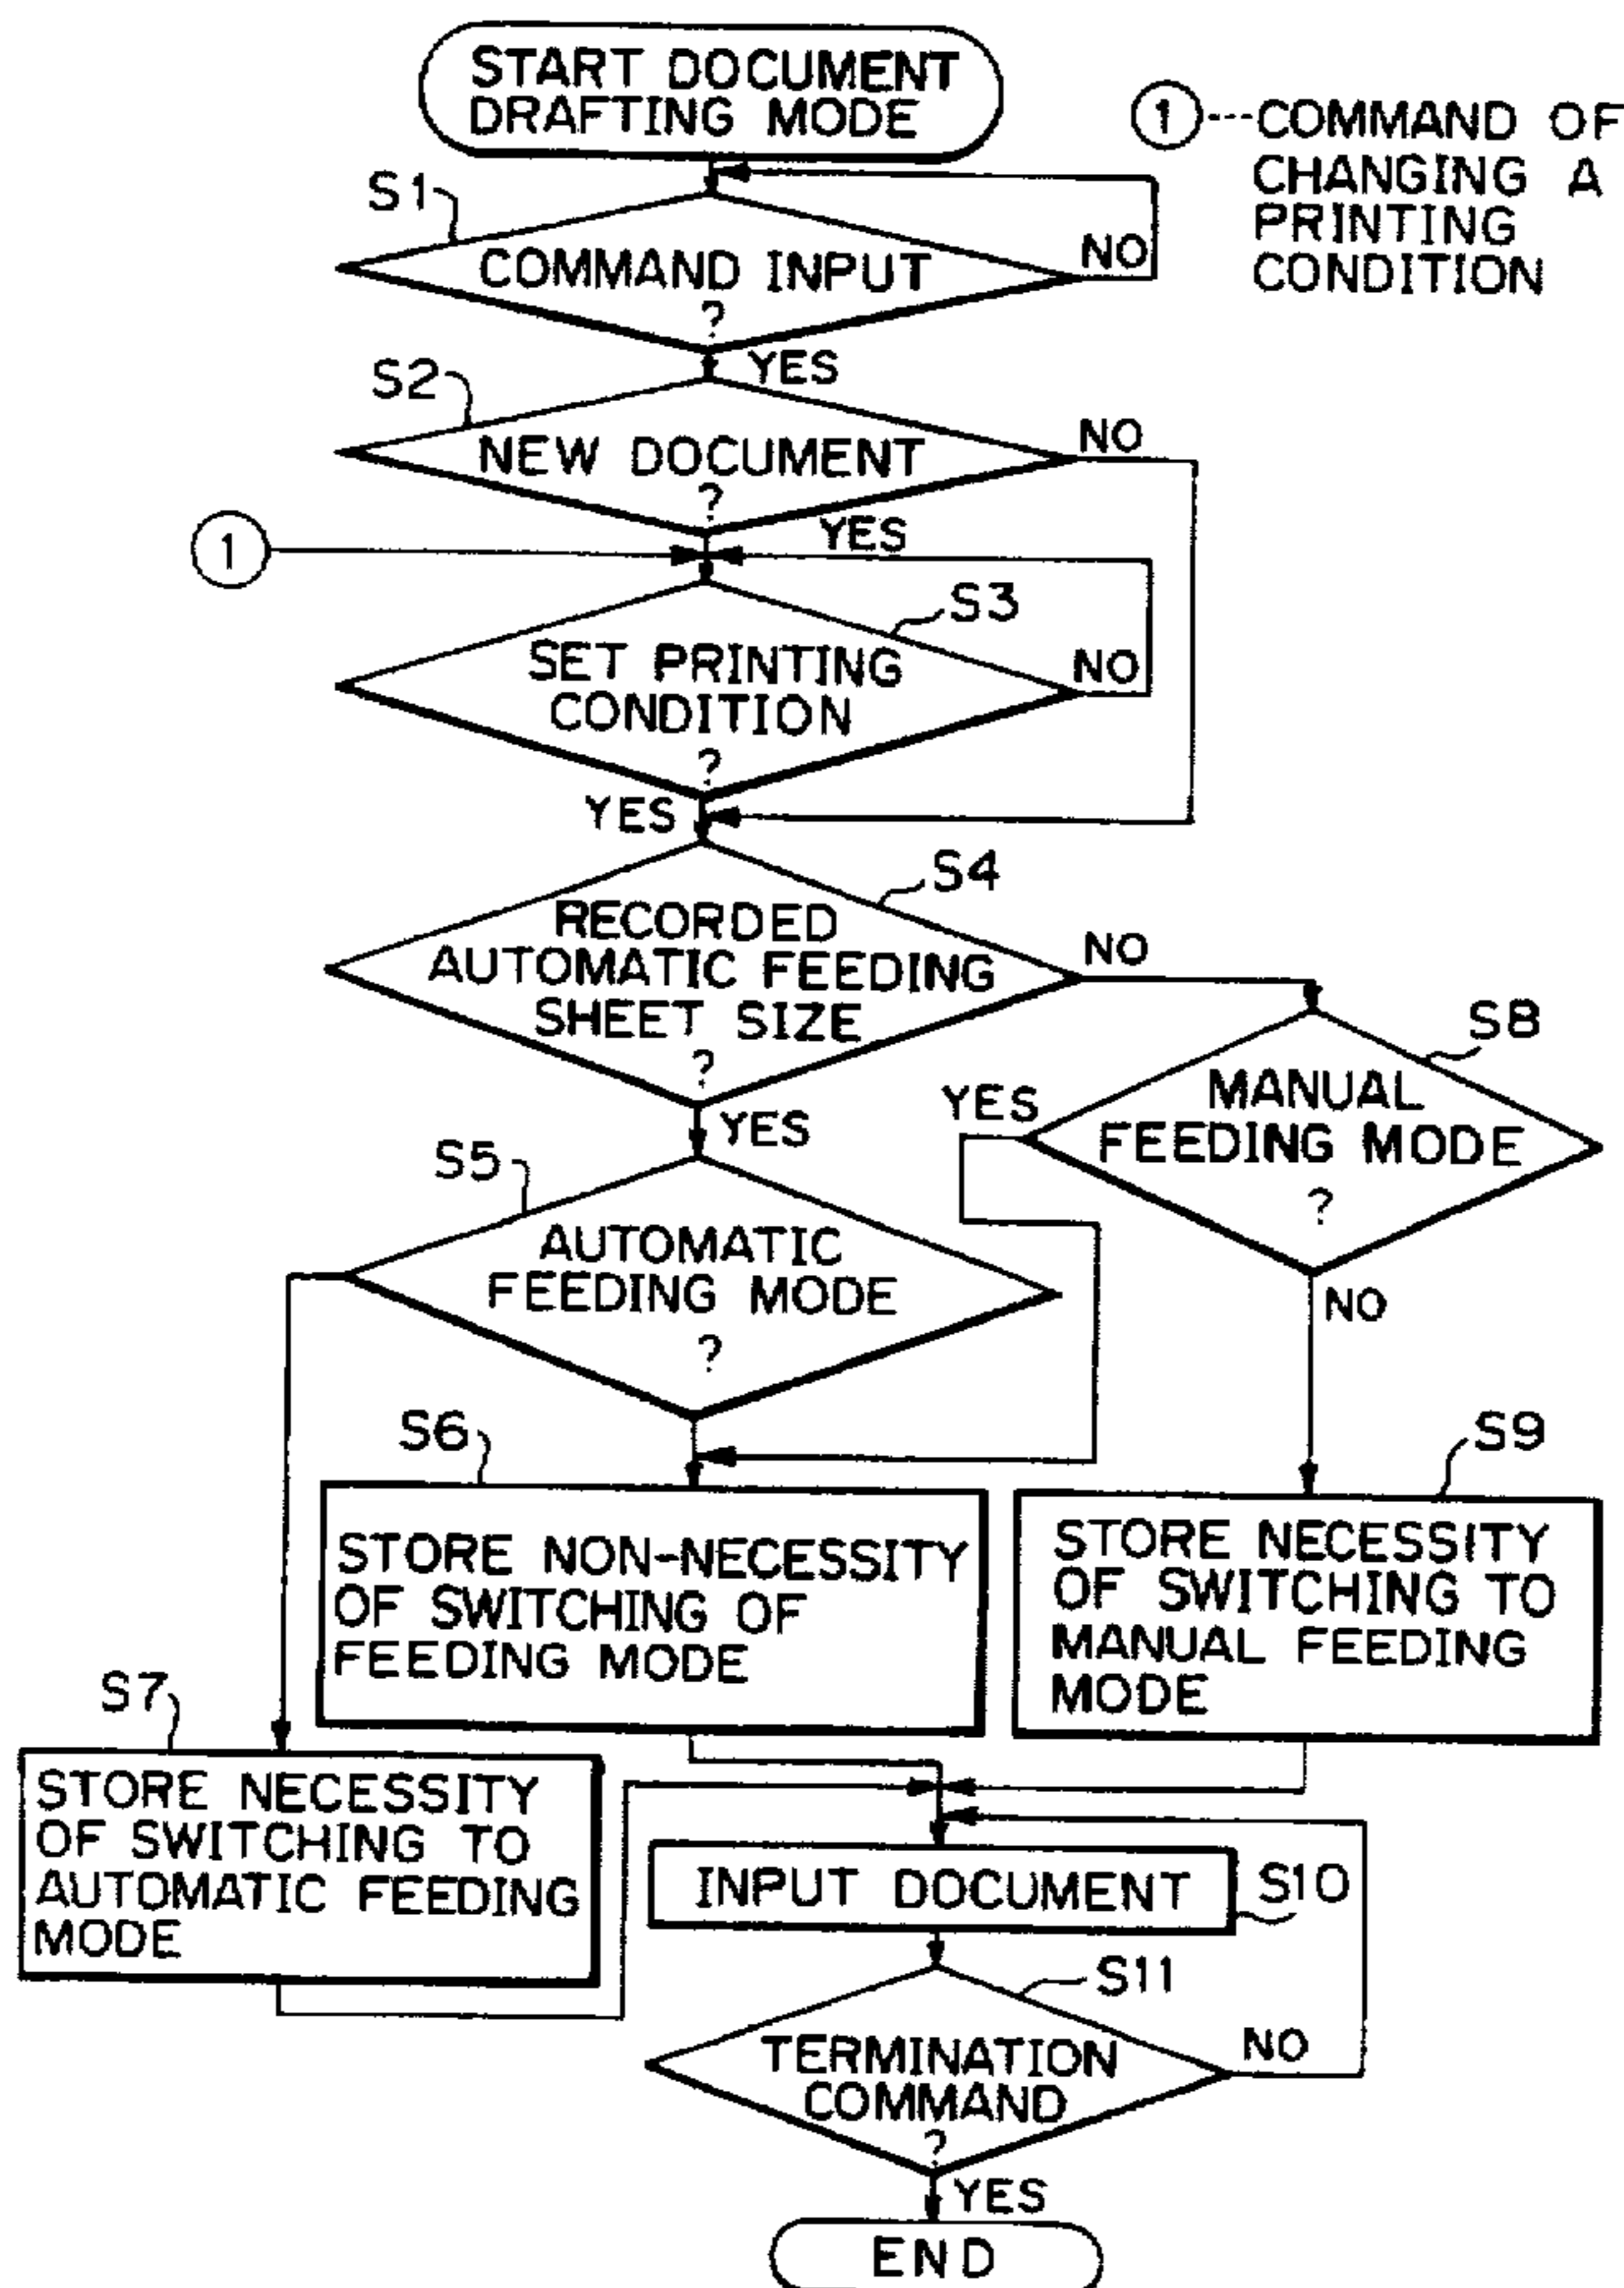 START DOCUMENT
DRAFTING MODE
1 --- COMMAND OF
CHANGING A
PRINTING
CONDITION
S1
COMMAND INPUT
?
NO
YES
S2
NEW DOCUMENT
?
NO
YES
1
S3
SET PRINTING
CONDITION
?
NO
YES
S4
RECORDED
AUTOMATIC FEEDING
SHEET SIZE
?
NO
YES
S8
MANUAL
FEEDING MODE
?
YES
NO
S5
AUTOMATIC
FEEDING MODE
?
S6
STORE NON-NECESSITY
OF SWITCHING OF
FEEDING MODE
S9
STORE NECESSITY
OF SWITCHING TO
MANUAL FEEDING
MODE
S7
STORE NECESSITY
OF SWITCHING TO
AUTOMATIC FEEDING
MODE
INPUT DOCUMENT
S10
S11
TERMINATION
COMMAND
?
NO
YES
END